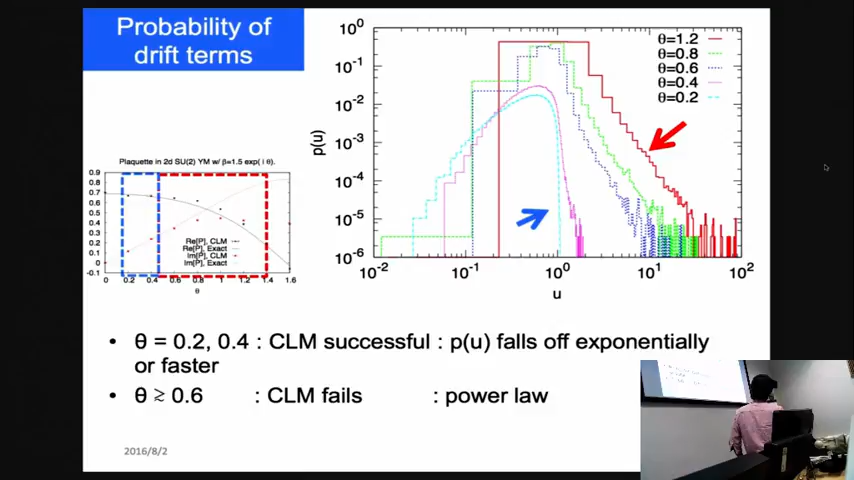 Probability of
drift terms
10^0
10^-1
10^-2
10^-3
10^-4
10^-5
10^-6
p(u)
10^-2
10^-1
10^0
10^1
10^2
u
θ=1.2
θ=0.8
θ=0.6
θ=0.4
θ=0.2
Plaquette in 2d SU(2) YM w/ β=1.5 exp( i θ).
0.9
0.8
0.7
0.6
0.5
0.4
0.3
0.2
0.1
0
-0.1
Re[P], CLM
Re[P], Exact
Im[P], CLM
Im[P], Exact
0 0.2 0.4 0.6 0.8 1 1.2 1.4 1.6
θ
• θ = 0.2, 0.4 : CLM successful : p(u) falls off exponentially
or faster
• θ ≳ 0.6 : CLM fails : power law
2016/8/2